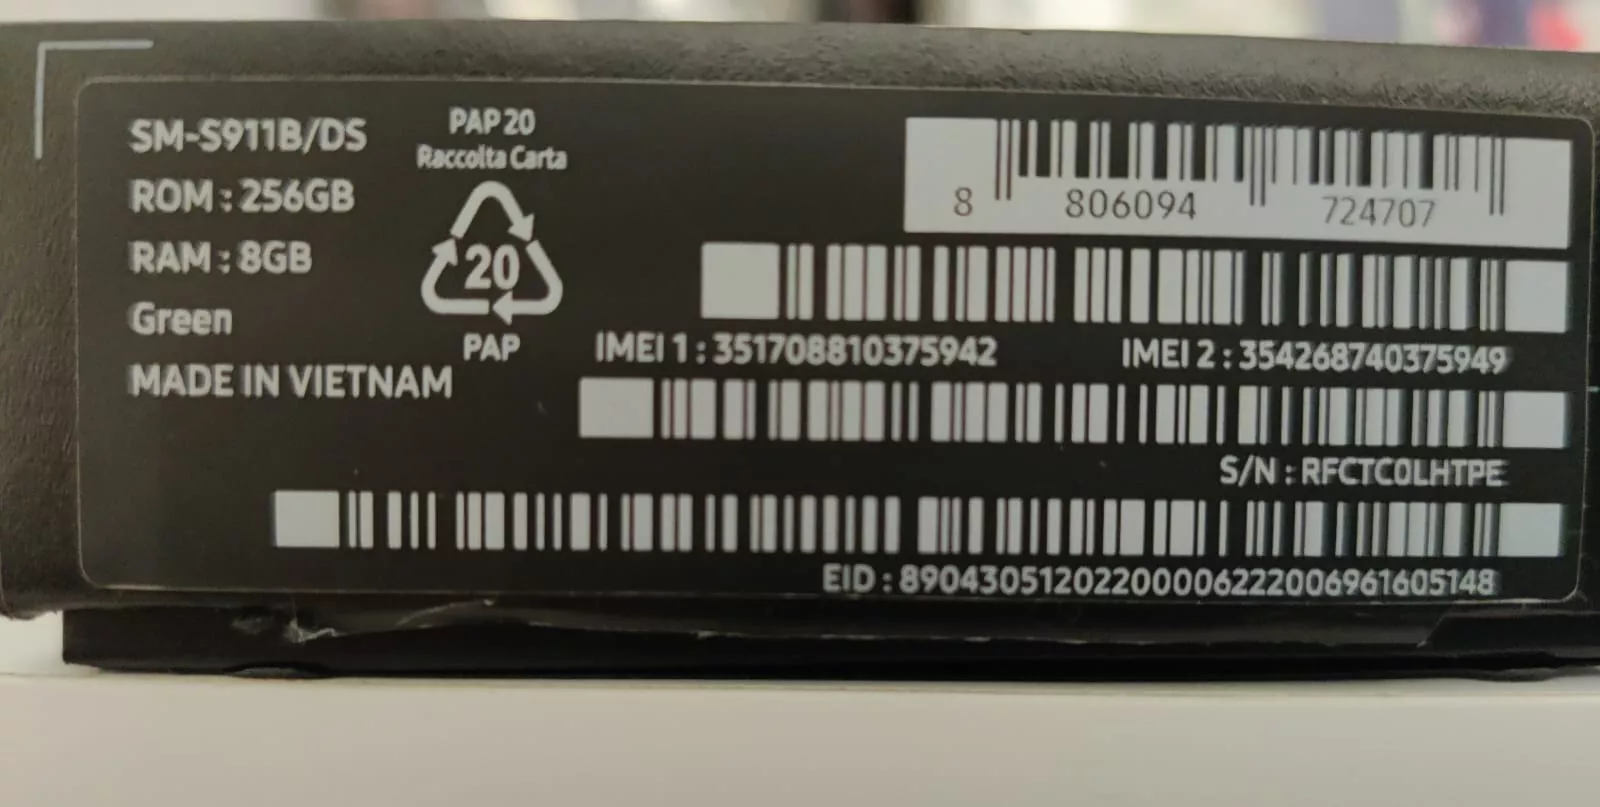 SM-S911B/DS
ROM : 256GB
RAM : 8GB
Green
MADE IN VIETNAM
PAP 20
Raccolta Carta
20
PAP
8 806094 724707
IMEI 1 : 351708810375942 IMEI 2 : 354268740375949
S/N : RFCTC0LHTPE
EID : 89043051202200006222006961605148